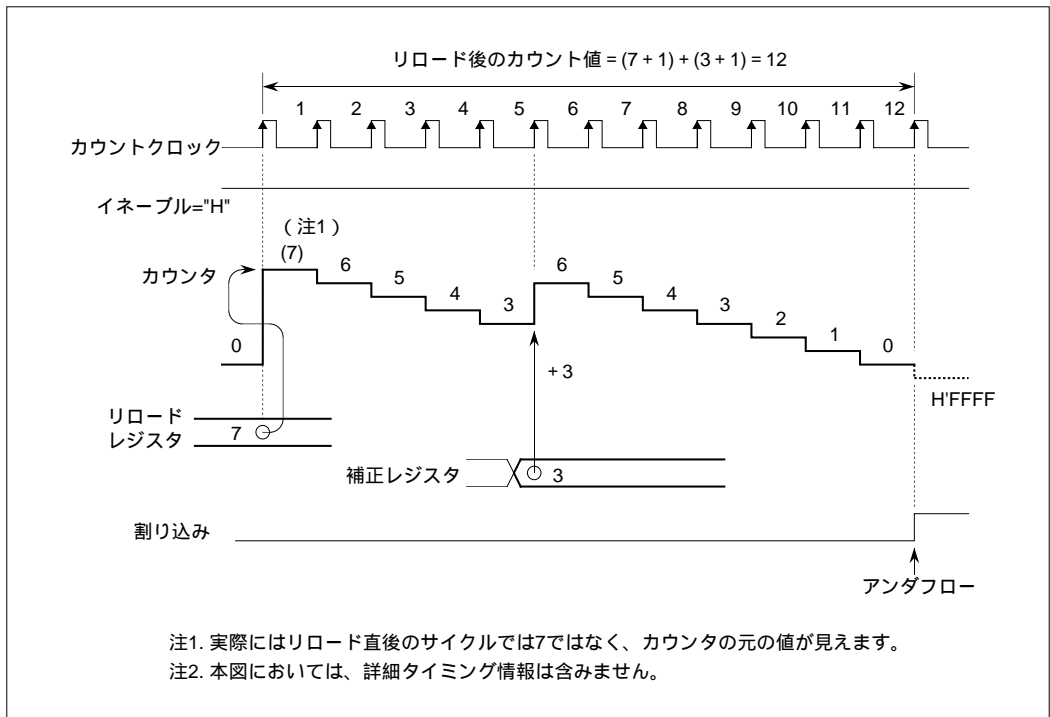 リロード後のカウント値 = (7 + 1) + (3 + 1) = 12
1 2 3 4 5 6 7 8 9 10 11 12
カウントクロック
イネーブル="H"
（注1）
(7) 6 5 4 3 6 5 4 3 2 1 0
カウンタ
0
+ 3
H'FFFF
リロード
レジスタ
7
補正レジスタ
3
割り込み
アンダフロー
注1. 実際にはリロード直後のサイクルでは7ではなく、カウンタの元の値が見えます。
注2. 本図においては、詳細タイミング情報は含みません。